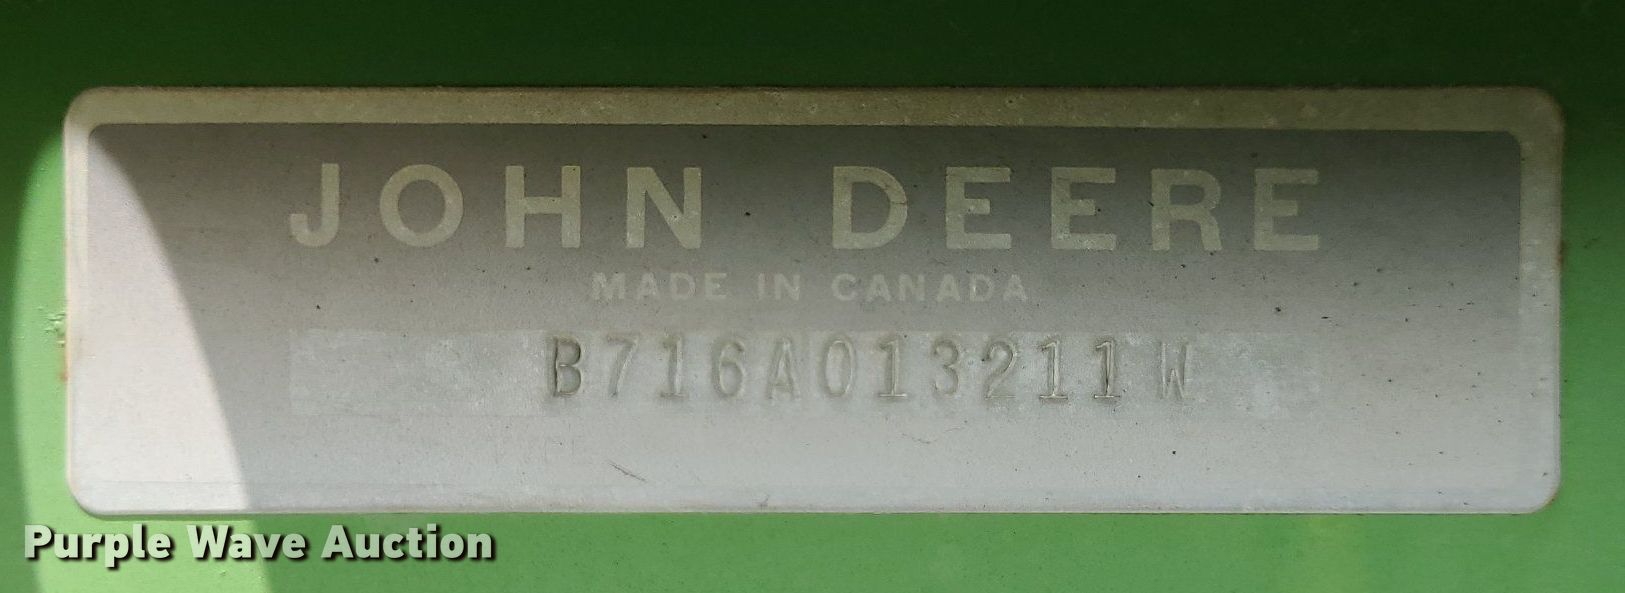 JOHN DEERE
MADE IN CANADA
B716A013211W
Purple Wave Auction